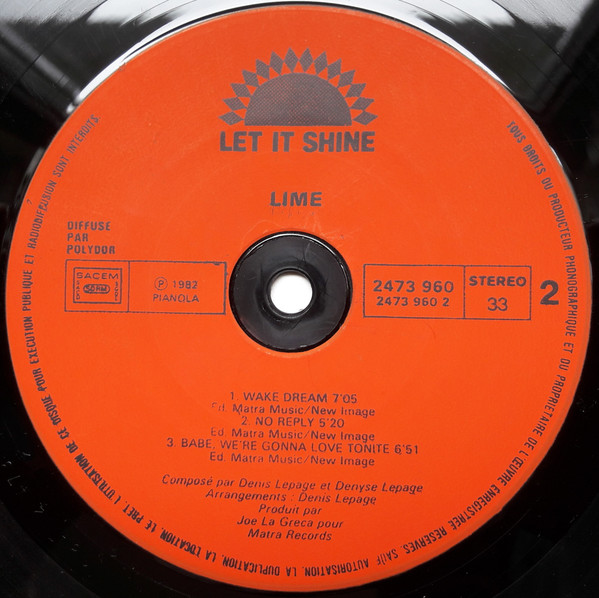 LET IT SHINE
LIME
DIFFUSE
PAR
POLYDOR
SACEM
SDRM
℗ 1982
PIANOLA
2473 960
2473 960 2
STEREO
33
2
1. WAKE DREAM 7'05
Ed. Matra Music/New Image
2. NO REPLY 5'20
Ed. Matra Music/New Image
3. BABE, WE'RE GONNA LOVE TONITE 6'51
Ed. Matra Music/New Image
Composé par Denis Lepage et Denyse Lepage
Arrangements : Denis Lepage
Produit par
Joe La Greca pour
Matra Records
TOUS DROITS DU PRODUCTEUR PHONOGRAPHIQUE ET DU PROPRIETAIRE DE L'ŒUVRE ENREGISTREE RESERVES. SAUF AUTORISATION, LA DUPLICATION, LA LOCATION, LE PRET, L'UTILISATION DE CE DISQUE POUR EXECUTION PUBLIQUE ET RADIODIFFUSION SONT INTERDITS